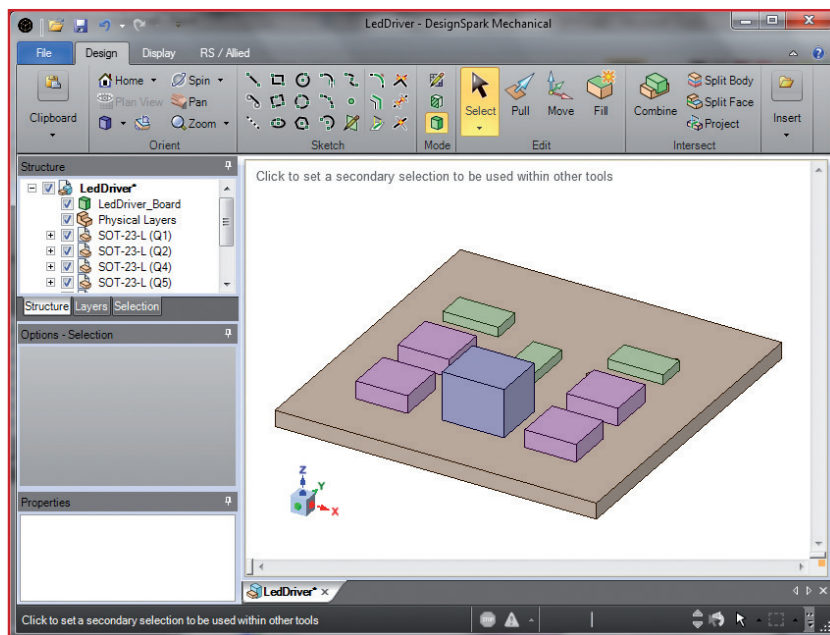 LedDriver - DesignSpark Mechanical
File Design Display RS / Allied
Clipboard
Home Spin
Plan View Pan
Zoom
Orient
Sketch
Mode
Select Pull Move Fill
Edit
Combine
Split Body
Split Face
Project
Intersect
Insert
Structure
LedDriver*
LedDriver_Board
Physical Layers
SOT-23-L (Q1)
SOT-23-L (Q2)
SOT-23-L (Q4)
SOT-23-L (Q5)
Structure Layers Selection
Options - Selection
Properties
Click to set a secondary selection to be used within other tools
Z
Y
X
LedDriver*
Click to set a secondary selection to be used within other tools